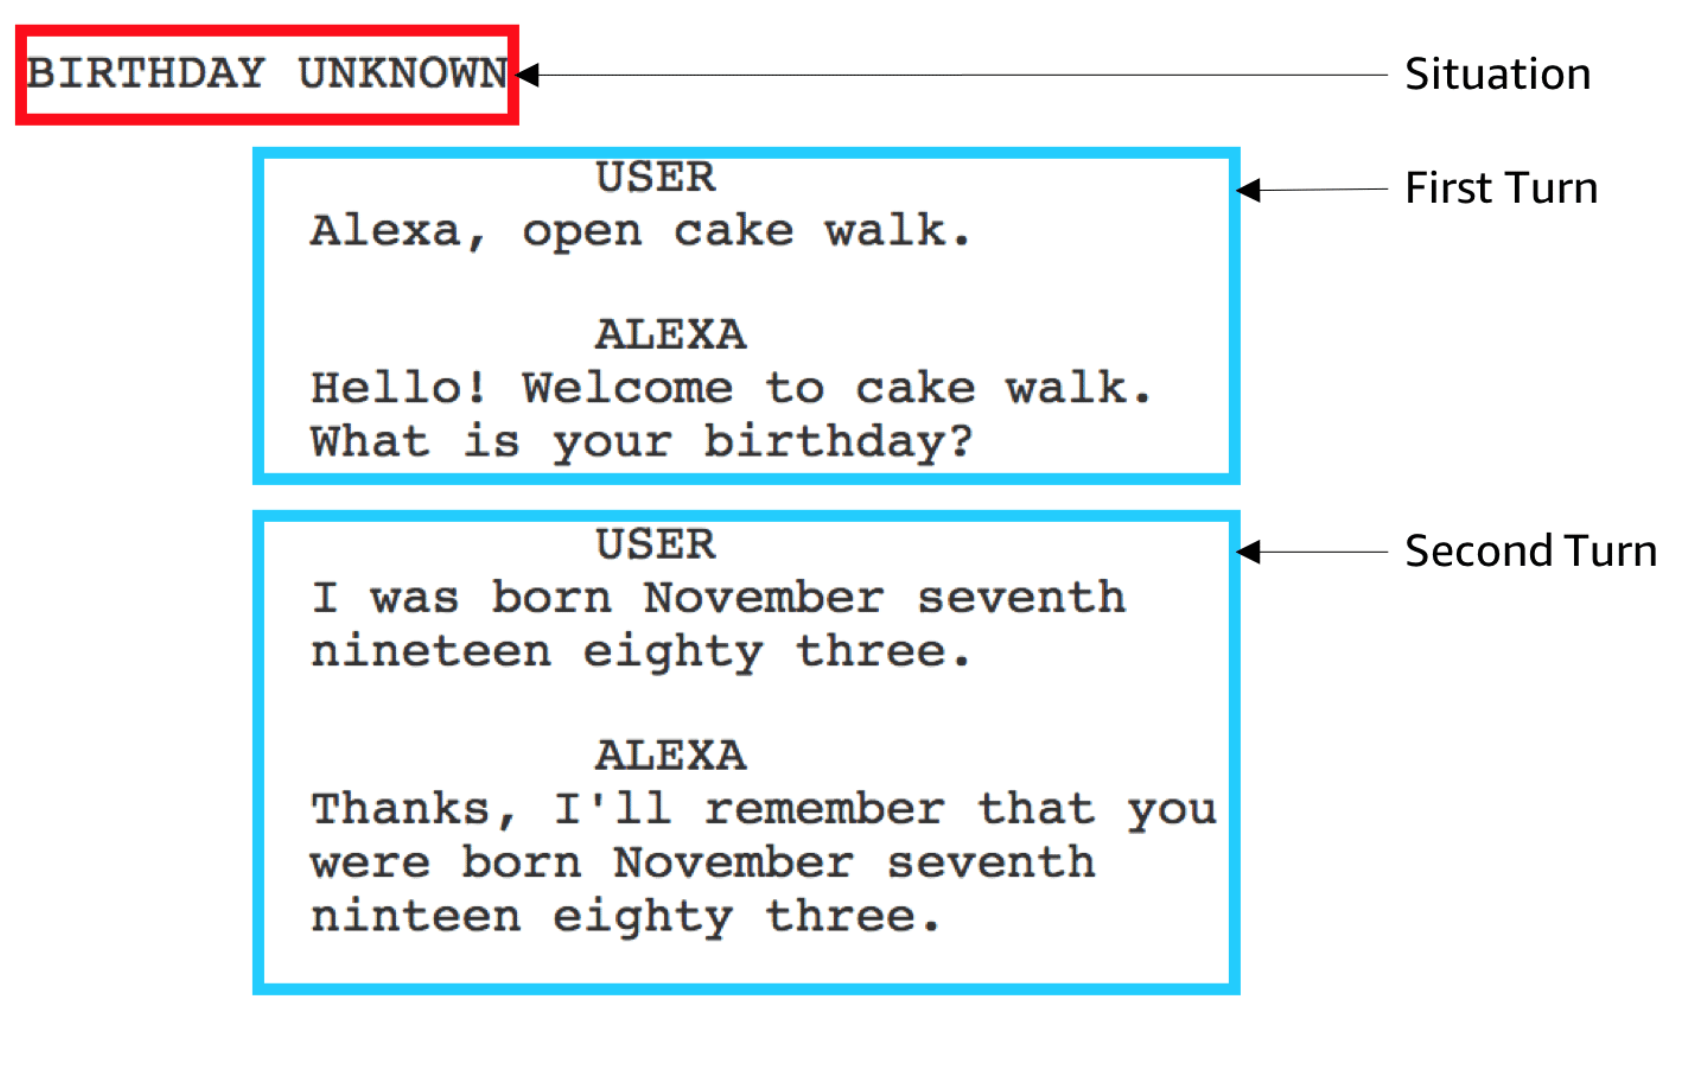 BIRTHDAY UNKNOWN
Situation
USER
First Turn
Alexa, open cake walk.
ALEXA
Hello! Welcome to cake walk.
What is your birthday?
USER
Second Turn
I was born November seventh
nineteen eighty three.
ALEXA
Thanks, I'll remember that you
were born November seventh
ninteen eighty three.